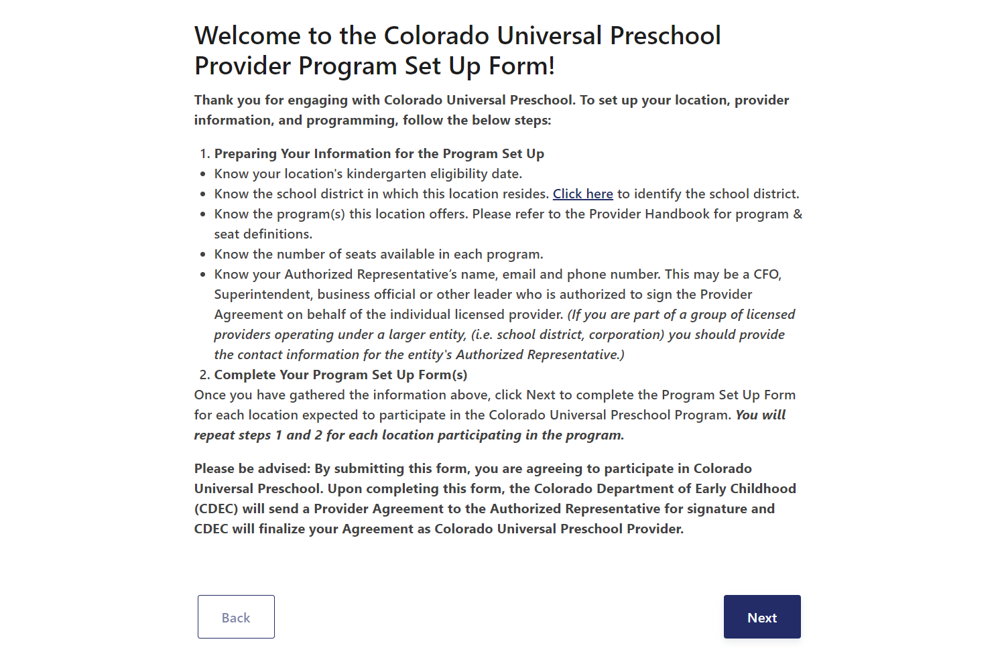 Welcome to the Colorado Universal Preschool
Provider Program Set Up Form!
Thank you for engaging with Colorado Universal Preschool. To set up your location, provider
information, and programming, follow the below steps:
1. Preparing Your Information for the Program Set Up
• Know your location's kindergarten eligibility date.
• Know the school district in which this location resides. Click here to identify the school district.
• Know the program(s) this location offers. Please refer to the Provider Handbook for program &
seat definitions.
• Know the number of seats available in each program.
• Know your Authorized Representative’s name, email and phone number. This may be a CFO,
Superintendent, business official or other leader who is authorized to sign the Provider
Agreement on behalf of the individual licensed provider. (If you are part of a group of licensed
providers operating under a larger entity, (i.e. school district, corporation) you should provide
the contact information for the entity's Authorized Representative.)
2. Complete Your Program Set Up Form(s)
Once you have gathered the information above, click Next to complete the Program Set Up Form
for each location expected to participate in the Colorado Universal Preschool Program. You will
repeat steps 1 and 2 for each location participating in the program.
Please be advised: By submitting this form, you are agreeing to participate in Colorado
Universal Preschool. Upon completing this form, the Colorado Department of Early Childhood
(CDEC) will send a Provider Agreement to the Authorized Representative for signature and
CDEC will finalize your Agreement as Colorado Universal Preschool Provider.
Back
Next